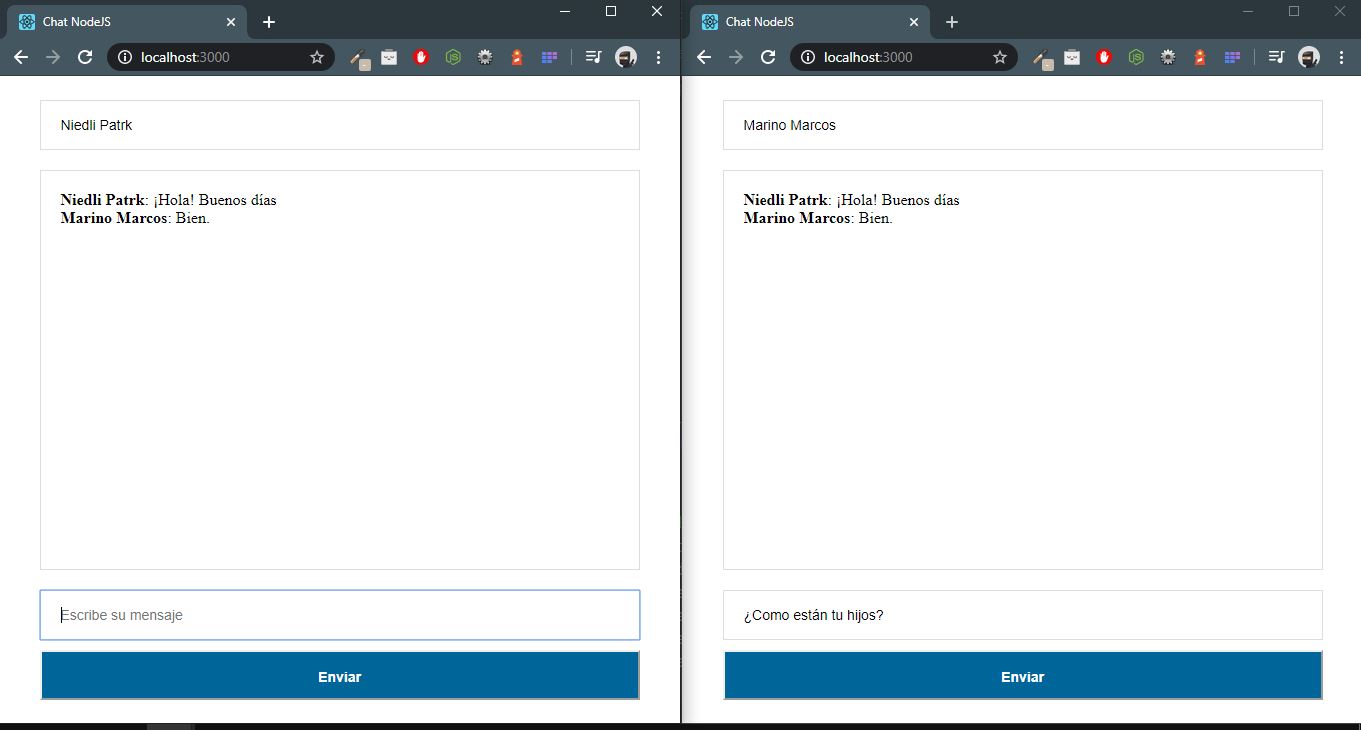 Chat NodeJS
localhost:3000
Niedli Patrk
Niedli Patrk: ¡Hola! Buenos días
Marino Marcos: Bien.
Escribe su mensaje
Enviar
Chat NodeJS
localhost:3000
Marino Marcos
Niedli Patrk: ¡Hola! Buenos días
Marino Marcos: Bien.
¿Como están tu hijos?
Enviar